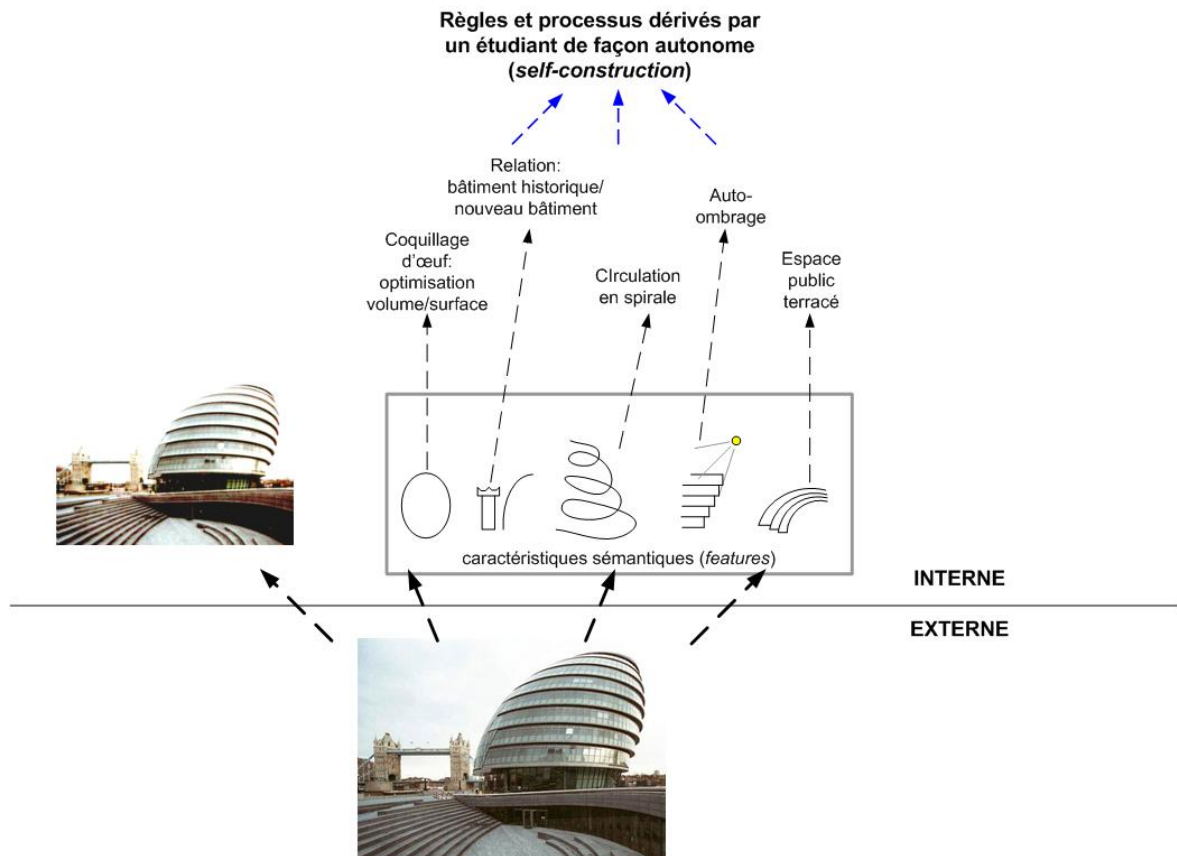 Règles et processus dérivés par
un étudiant de façon autonome
(self-construction)
Relation:
bâtiment historique/
nouveau bâtiment
Auto-
ombrage
Coquillage
d'œuf:
optimisation
volume/surface
CIrculation
en spirale
Espace
public
terracé
caractéristiques sémantiques (features)
INTERNE
EXTERNE